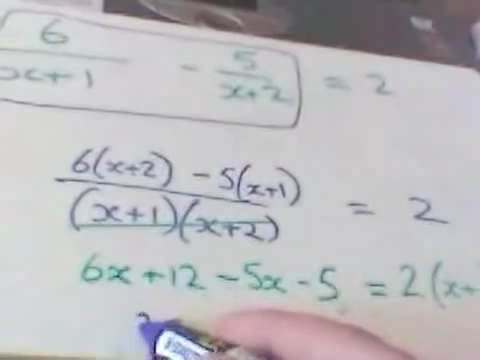 6/(x+1) - 5/(x+2) = 2
(6(x+2) - 5(x+1))/((x+1)(x+2)) = 2
6x + 12 - 5x - 5 = 2(x+